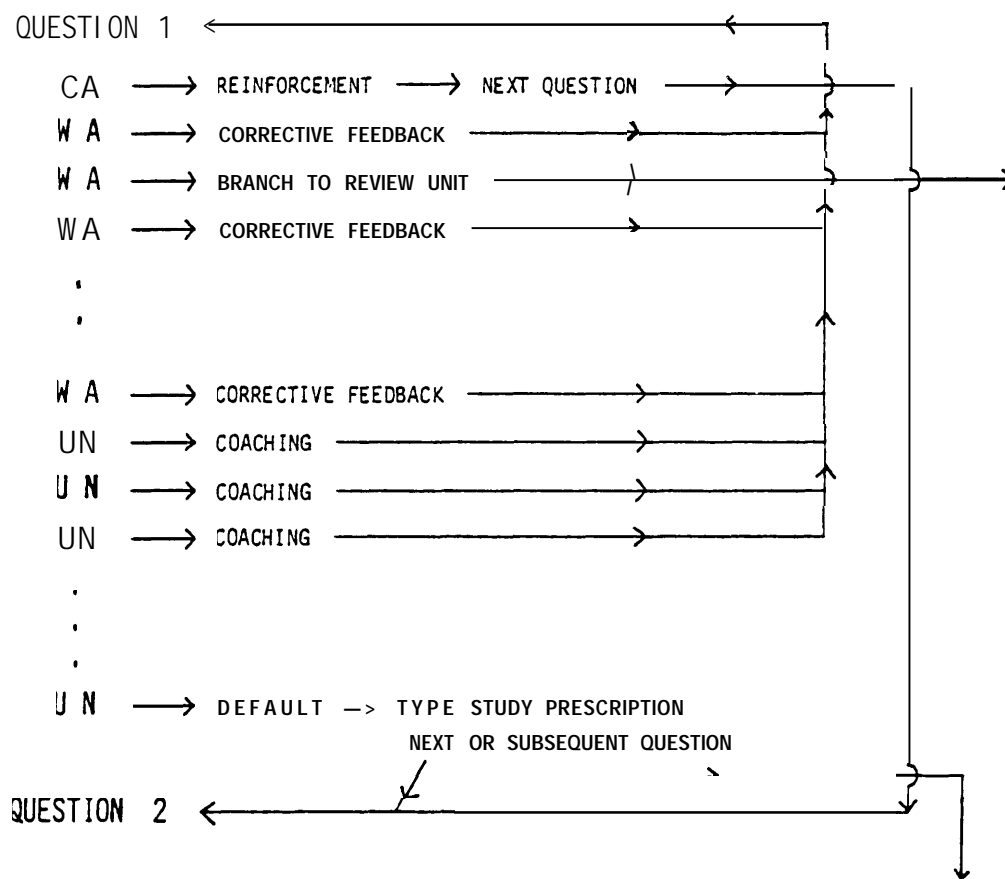 QUESTION 1
CA REINFORCEMENT NEXT QUESTION
WA CORRECTIVE FEEDBACK
WA BRANCH TO REVIEW UNIT
WA CORRECTIVE FEEDBACK
WA CORRECTIVE FEEDBACK
UN COACHING
UN COACHING
UN COACHING
UN DEFAULT —> TYPE STUDY PRESCRIPTION
NEXT OR SUBSEQUENT QUESTION
QUESTION 2